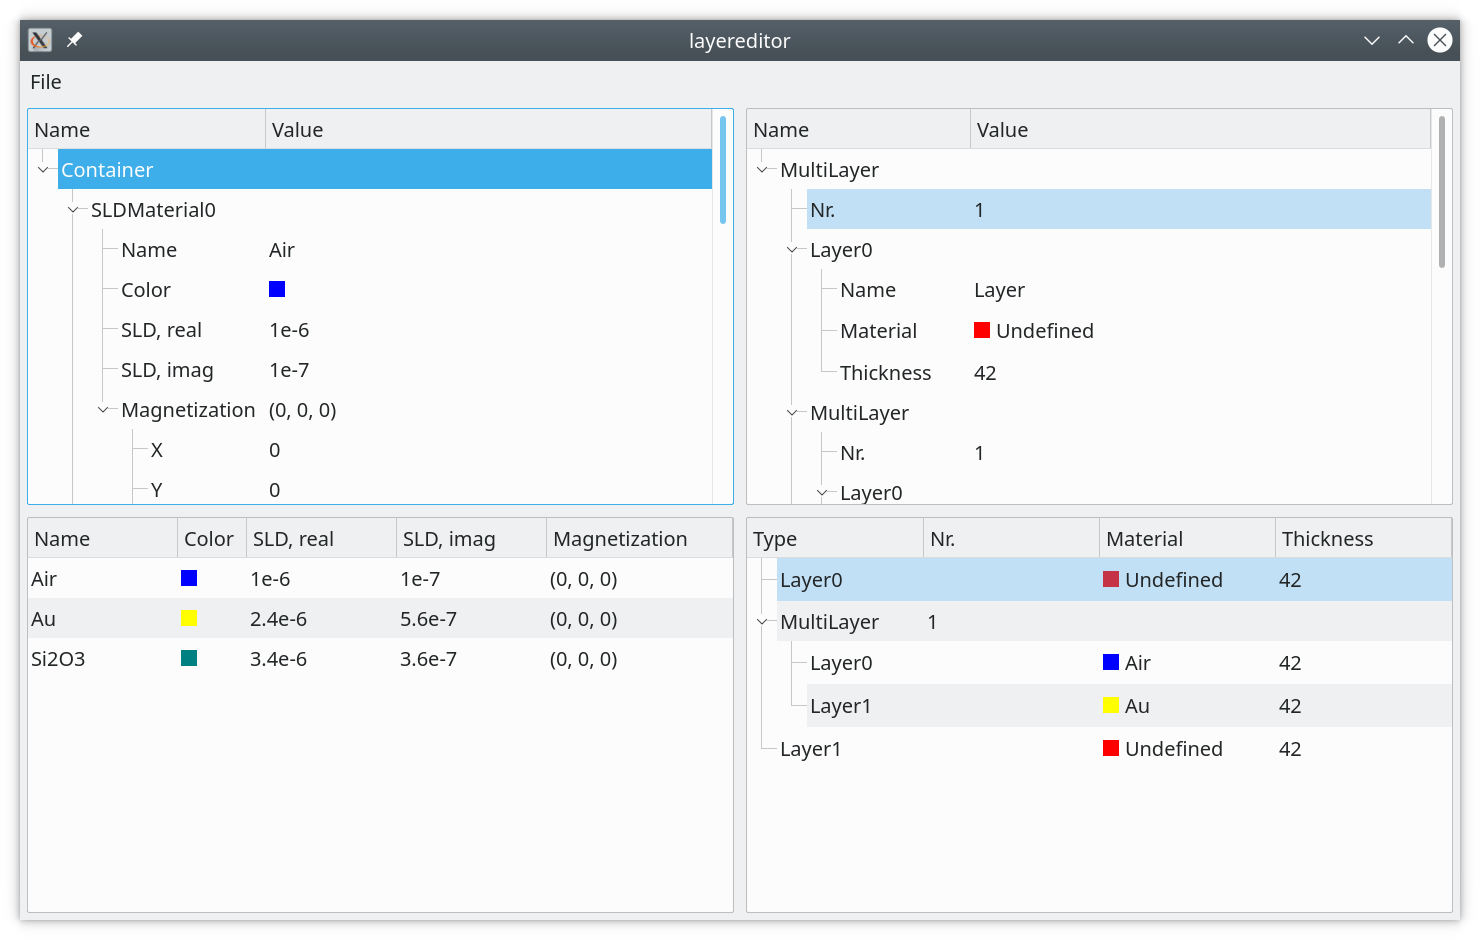 layereditor
File
Name Value
Container
SLDMaterial0
Name Air
Color
SLD, real 1e-6
SLD, imag 1e-7
Magnetization (0, 0, 0)
X 0
Y 0
Name Value
MultiLayer
Nr. 1
Layer0
Name Layer
Material Undefined
Thickness 42
MultiLayer
Nr. 1
Layer0
Name Color SLD, real SLD, imag Magnetization
Air 1e-6 1e-7 (0, 0, 0)
Au 2.4e-6 5.6e-7 (0, 0, 0)
Si2O3 3.4e-6 3.6e-7 (0, 0, 0)
Type Nr. Material Thickness
Layer0 Undefined 42
MultiLayer 1
Layer0 Air 42
Layer1 Au 42
Layer1 Undefined 42